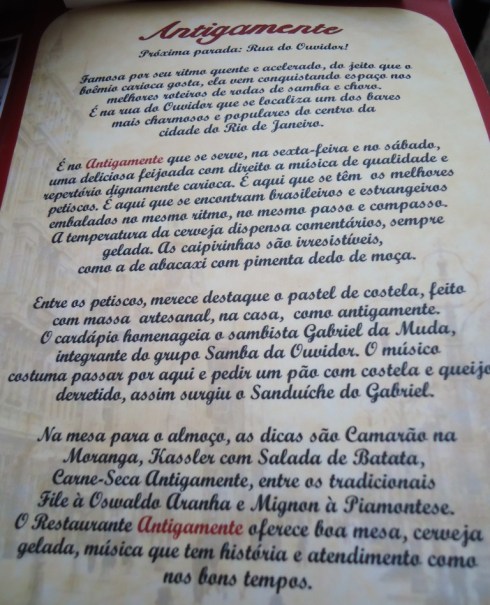 Antigamente
Próxima parada: Rua do Ouvidor!
Famosa por seu ritmo quente e acelerado, do jeito que o
boêmio carioca gosta, ela vem conquistando espaço nos
melhores roteiros de rodas de samba e choro.
É na rua do Ouvidor que se localiza um dos bares
mais charmosos e populares do centro da
cidade do Rio de Janeiro.
É no Antigamente que se serve, na sexta-feira e no sábado,
uma deliciosa feijoada com direito a música de qualidade e
repertório dignamente carioca. É aqui que se têm os melhores
petiscos. É aqui que se encontram brasileiros e estrangeiros
embalados no mesmo ritmo, no mesmo passo e compasso.
A temperatura da cerveja dispensa comentários, sempre
gelada. As caipirinhas são irresistíveis,
como a de abacaxi com pimenta dedo de moça.
Entre os petiscos, merece destaque o pastel de costela, feito
com massa artesanal, na casa, como antigamente.
O cardápio homenageia o sambista Gabriel da Muda,
integrante do grupo Samba da Ouvidor. O músico
costuma passar por aqui e pedir um pão com costela e queijo
derretido, assim surgiu o Sanduíche do Gabriel.
Na mesa para o almoço, as dicas são Camarão na
Moranga, Kassler com Salada de Batata,
Carne-Seca Antigamente, entre os tradicionais
File à Oswaldo Aranha e Mignon à Piamontese.
O Restaurante Antigamente oferece boa mesa, cerveja
gelada, música que tem história e atendimento como
nos bons tempos.